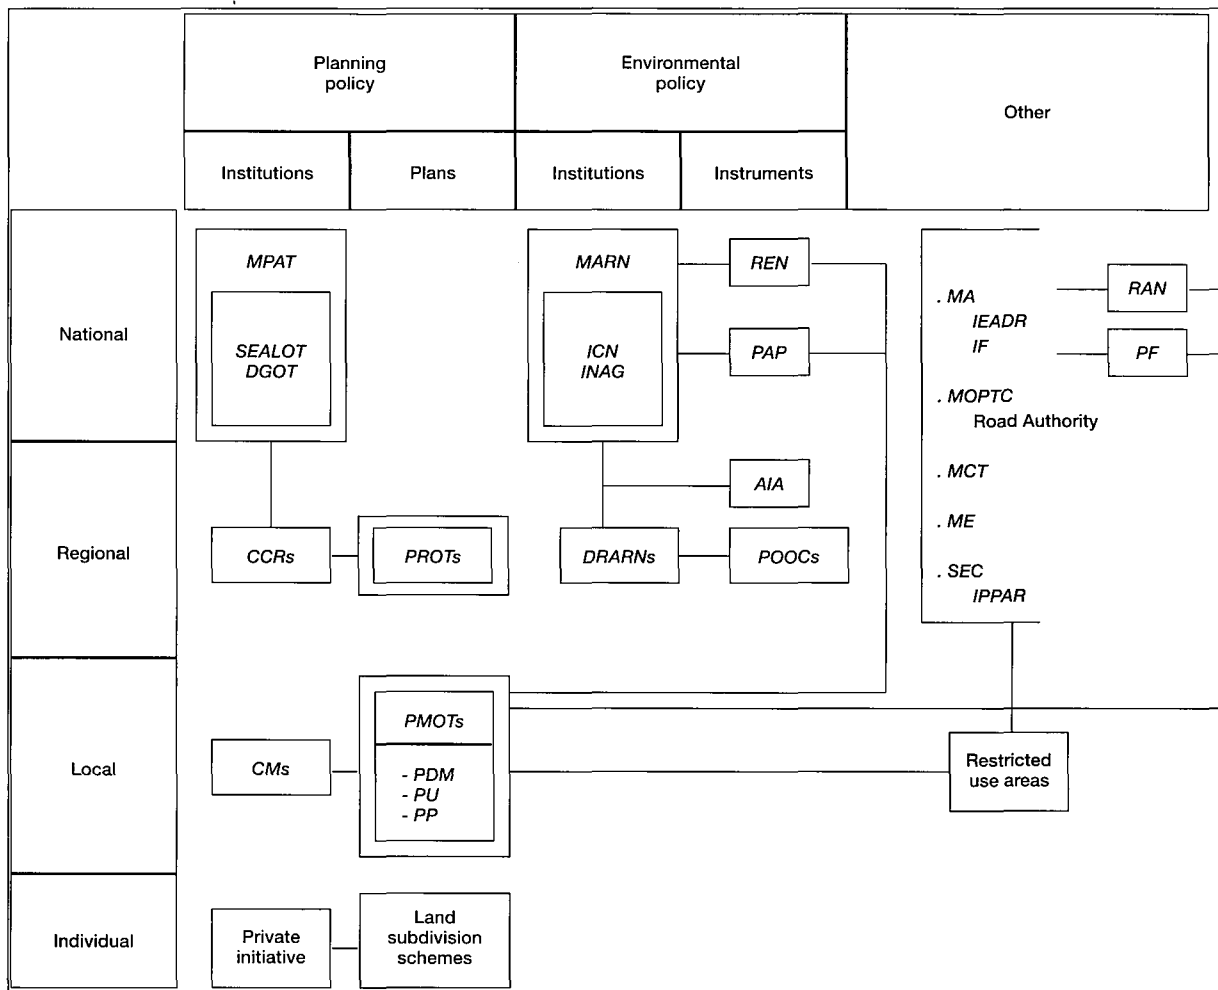 Planning
policy
Environmental
policy
Other
Institutions
Plans
Institutions
Instruments
National
MPAT
SEALOT
DGOT
MARN
ICN
INAG
REN
PAP
. MA
IEADR
IF
. MOPTC
Road Authority
. MCT
. ME
. SEC
IPPAR
RAN
PF
Regional
CCRs
PROTs
AIA
DRARNs
POOCs
Local
CMs
PMOTs
- PDM
- PU
- PP
Restricted
use areas
Individual
Private
initiative
Land
subdivision
schemes